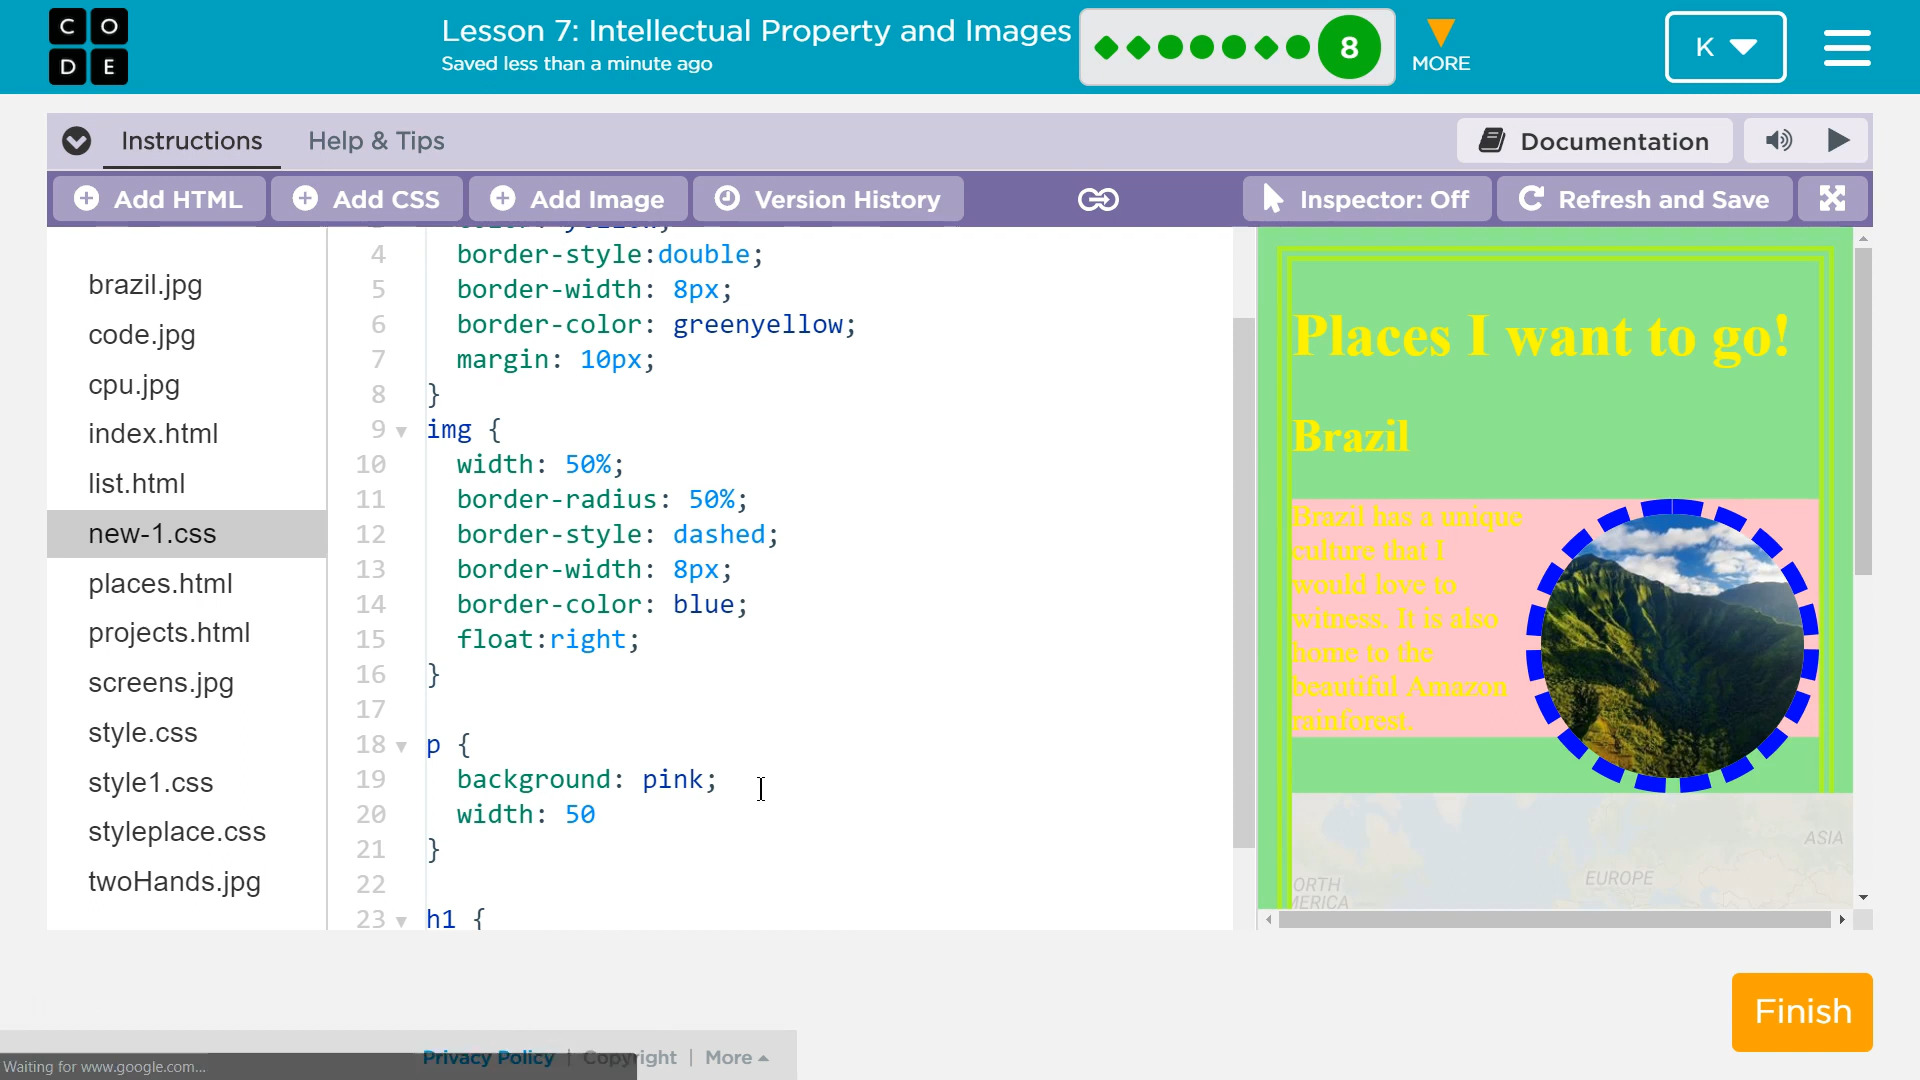 CODE
Lesson 7: Intellectual Property and Images
Saved less than a minute ago
8
MORE
K
Instructions
Help & Tips
Documentation
Add HTML
Add CSS
Add Image
Version History
Inspector: Off
Refresh and Save
brazil.jpg
code.jpg
cpu.jpg
index.html
list.html
new-1.css
places.html
projects.html
screens.jpg
style.css
style1.css
styleplace.css
twoHands.jpg
4 border-style:double;
5 border-width: 8px;
6 border-color: greenyellow;
7 margin: 10px;
8 }
9 img {
10 width: 50%;
11 border-radius: 50%;
12 border-style: dashed;
13 border-width: 8px;
14 border-color: blue;
15 float:right;
16 }
17
18 p {
19 background: pink;
20 width: 50
21 }
22
23 h1 {
Places I want to go!
Brazil
Brazil has a unique
culture that I
would love to
witness. It is also
home to the
beautiful Amazon
rainforest.
ASIA
EUROPE
ORTH
MERICA
Finish
Privacy Policy | Copyright | More
Waiting for www.google.com...